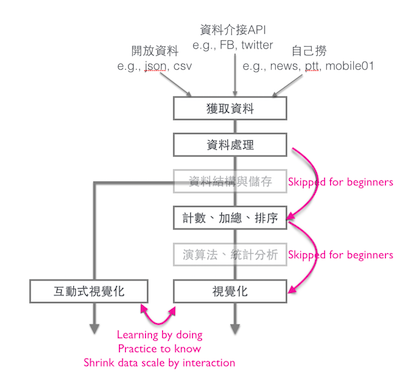 資料介接API
e.g., FB, twitter
開放資料
e.g., json, csv
自己撈
e.g., news, ptt, mobile01
獲取資料
資料處理
資料結構與儲存
Skipped for beginners
計數、加總、排序
演算法、統計分析
Skipped for beginners
互動式視覺化
視覺化
Learning by doing
Practice to know
Shrink data scale by interaction